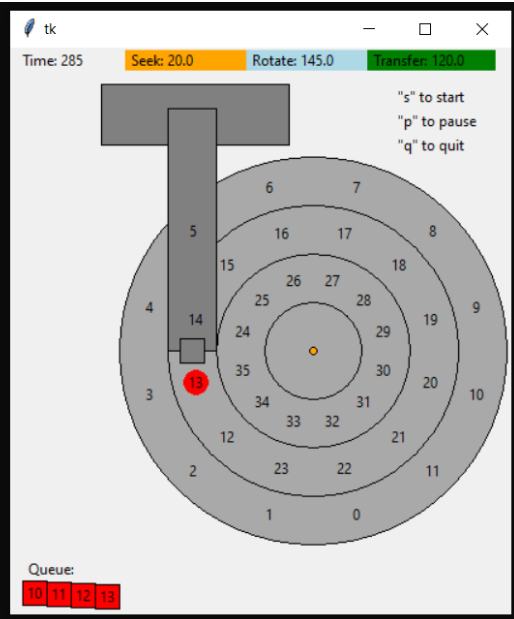 tk
Time: 285 Seek: 20.0 Rotate: 145.0 Transfer: 120.0
"s" to start
"p" to pause
"q" to quit
6 7
5 8
16 17
15 18
26 27
25 28
4 9
14 24 29 19
13 35 30 20
3 10
34 31
33 32
12 21
23 22
2 11
1 0
Queue:
10 11 12 13